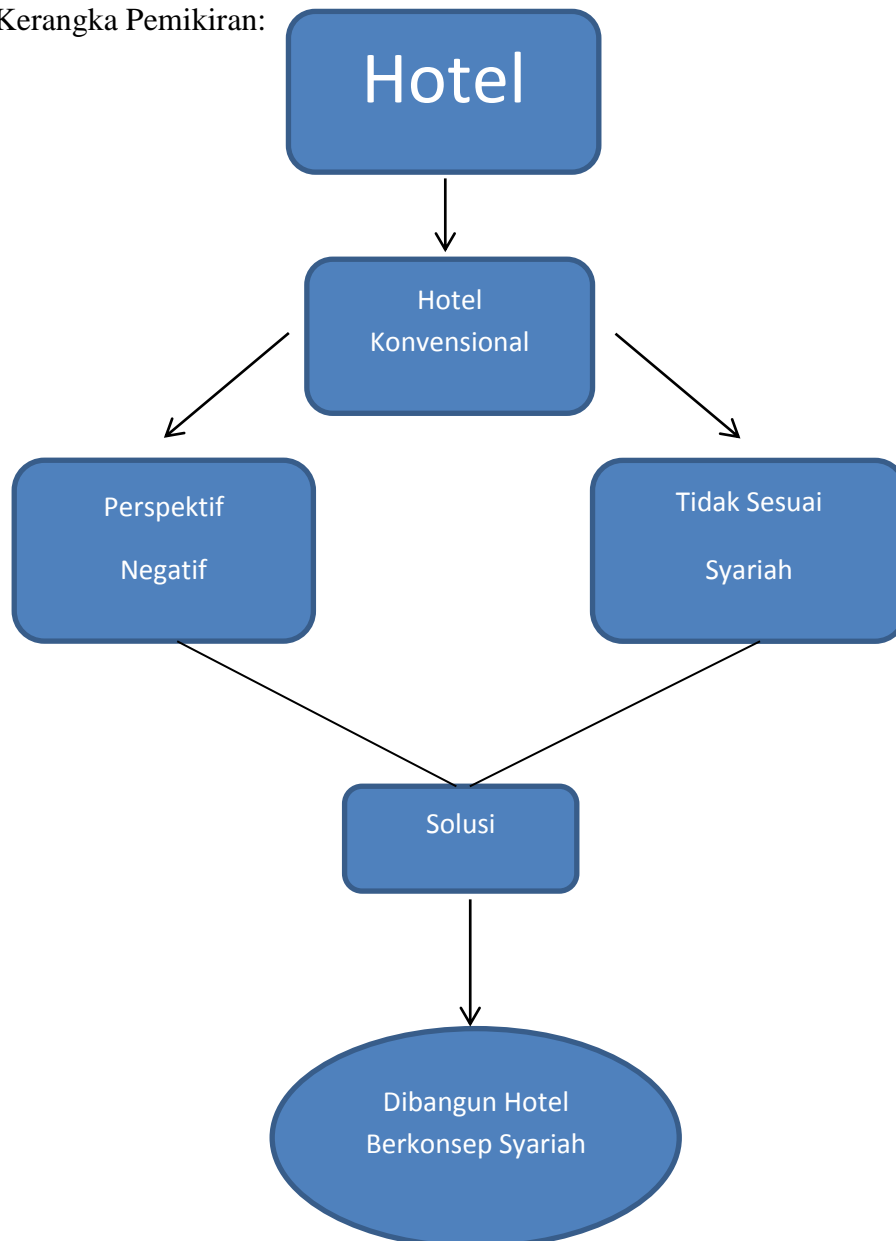 Kerangka Pemikiran:
Hotel
Hotel
Konvensional
Perspektif
Negatif
Tidak Sesuai
Syariah
Solusi
Dibangun Hotel
Berkonsep Syariah